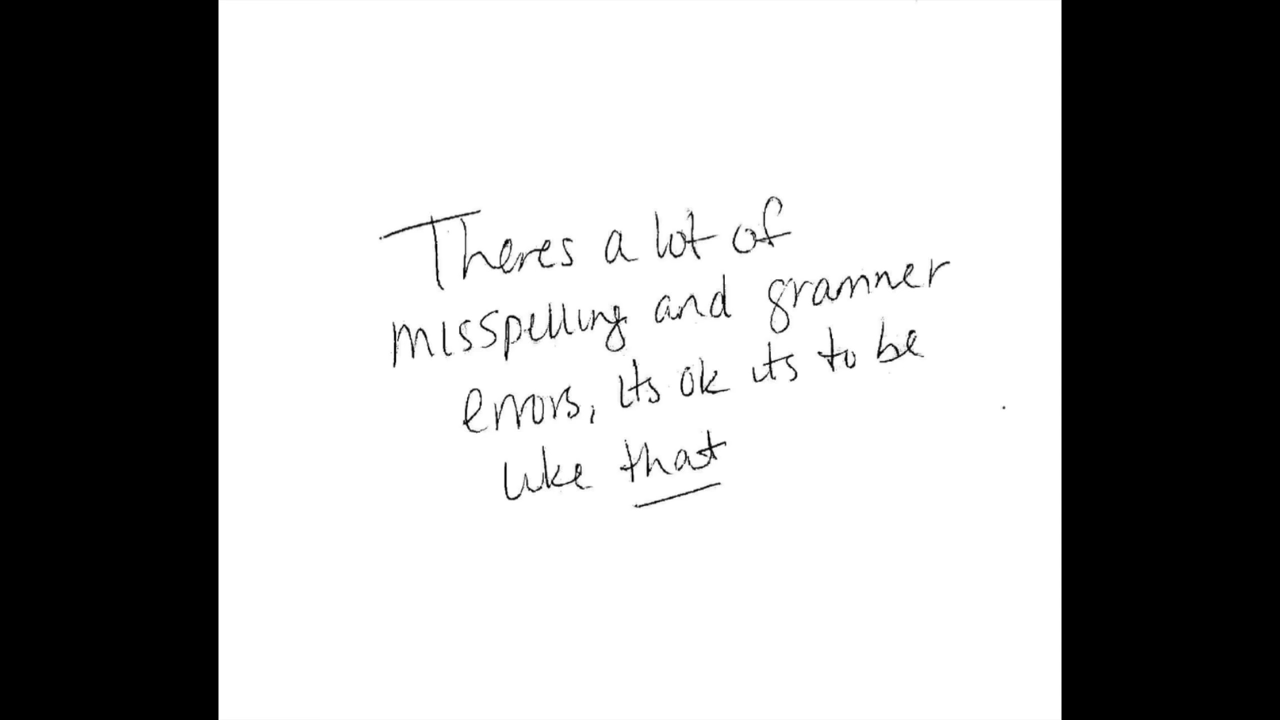 Theres a lot of
misspelling and grammer
errors, its ok its to be
like that